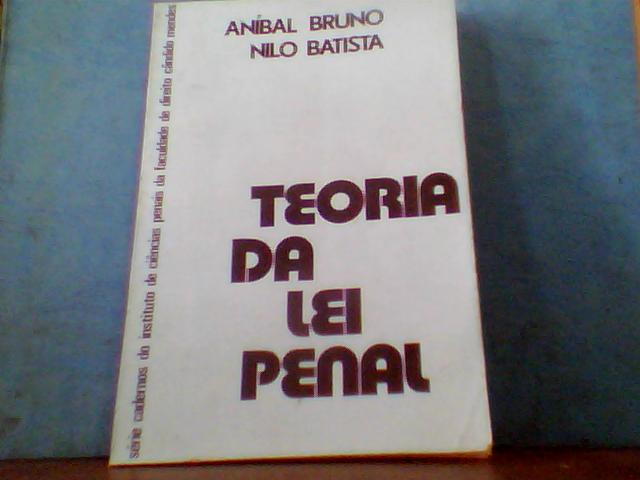 ANÍBAL BRUNO
NILO BATISTA
TEORIA
DA
LEI
PENAL
série cadernos do instituto de ciências penais da faculdade de direito cândido mendes